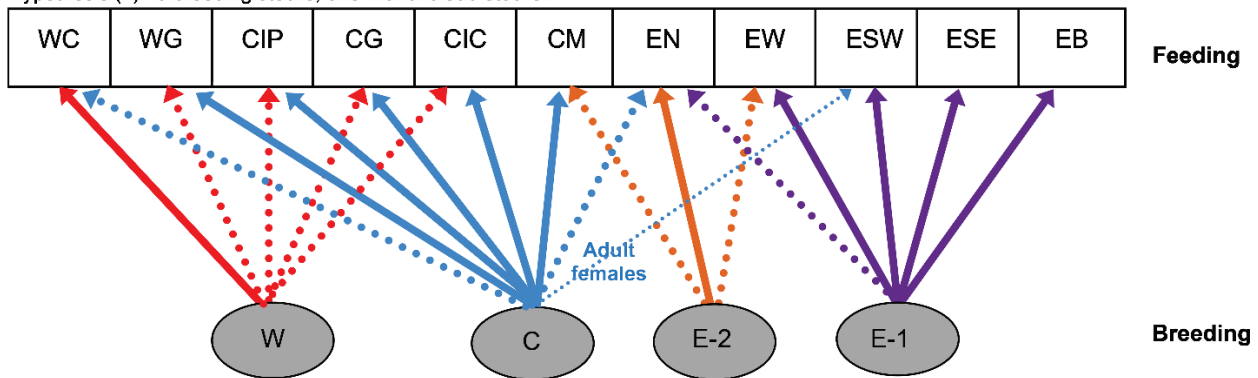 WC WG CIP CG CIC CM EN EW ESW ESE EB
Feeding
Adult
females
W C E-2 E-1
Breeding